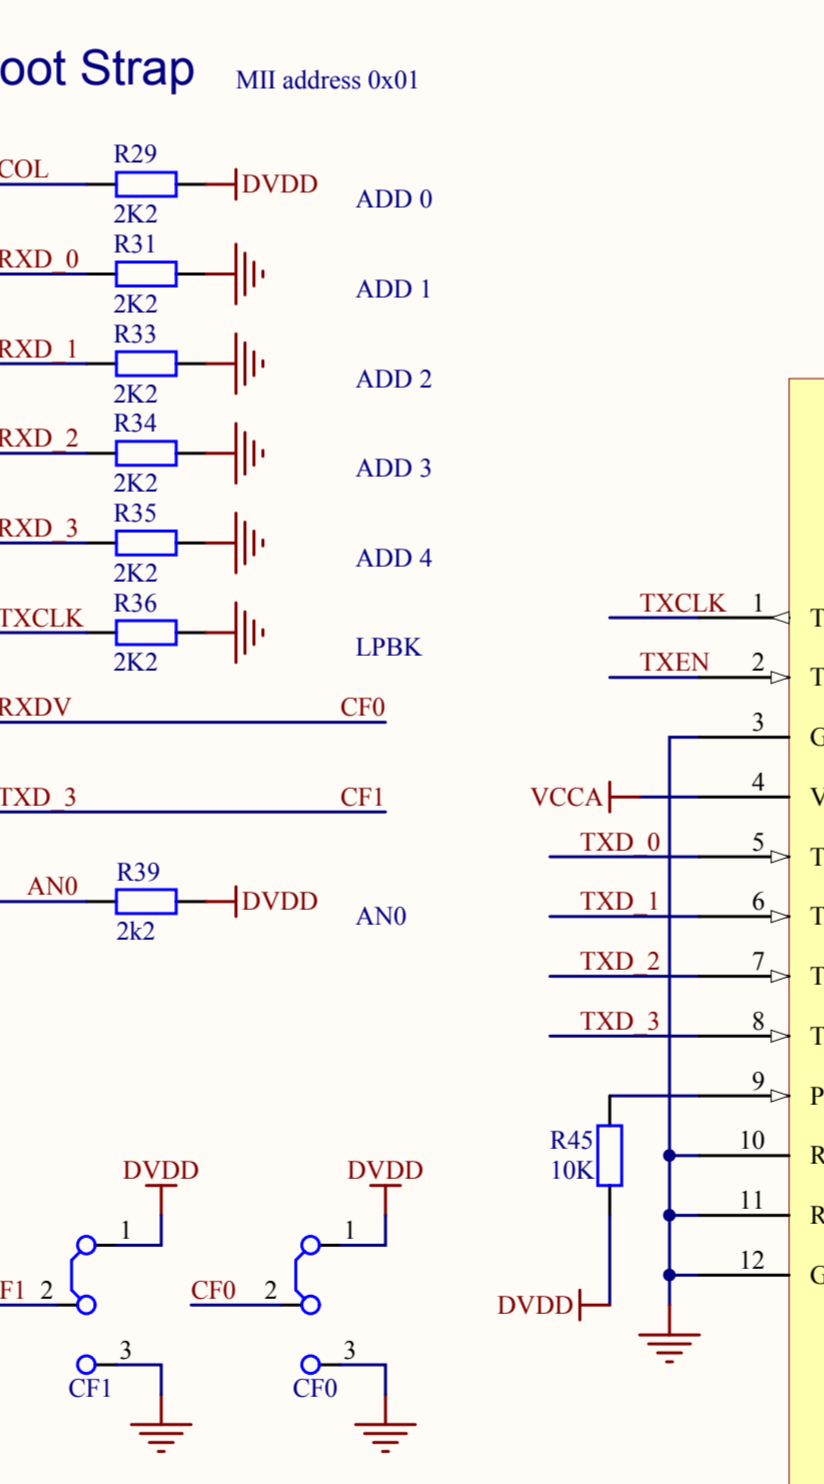 oot Strap MII address 0x01
R29
COL DVDD
2K2 ADD 0
R31
RXD_0
2K2 ADD 1
R33
RXD_1
2K2 ADD 2
R34
RXD_2
2K2 ADD 3
R35
RXD_3
2K2 ADD 4
R36
TXCLK
2K2 LPBK
RXDV CF0
TXD_3 CF1
R39
AN0 DVDD
2k2 AN0
TXCLK 1 T
TXEN 2 T
3 G
VCCA 4 V
TXD_0 5 T
TXD_1 6 T
TXD_2 7 T
TXD_3 8 T
9 P
R45
10K
10 R
11 R
12 G
DVDD
DVDD
1
F1 2
3
CF1
DVDD
1
CF0 2
3
CF0